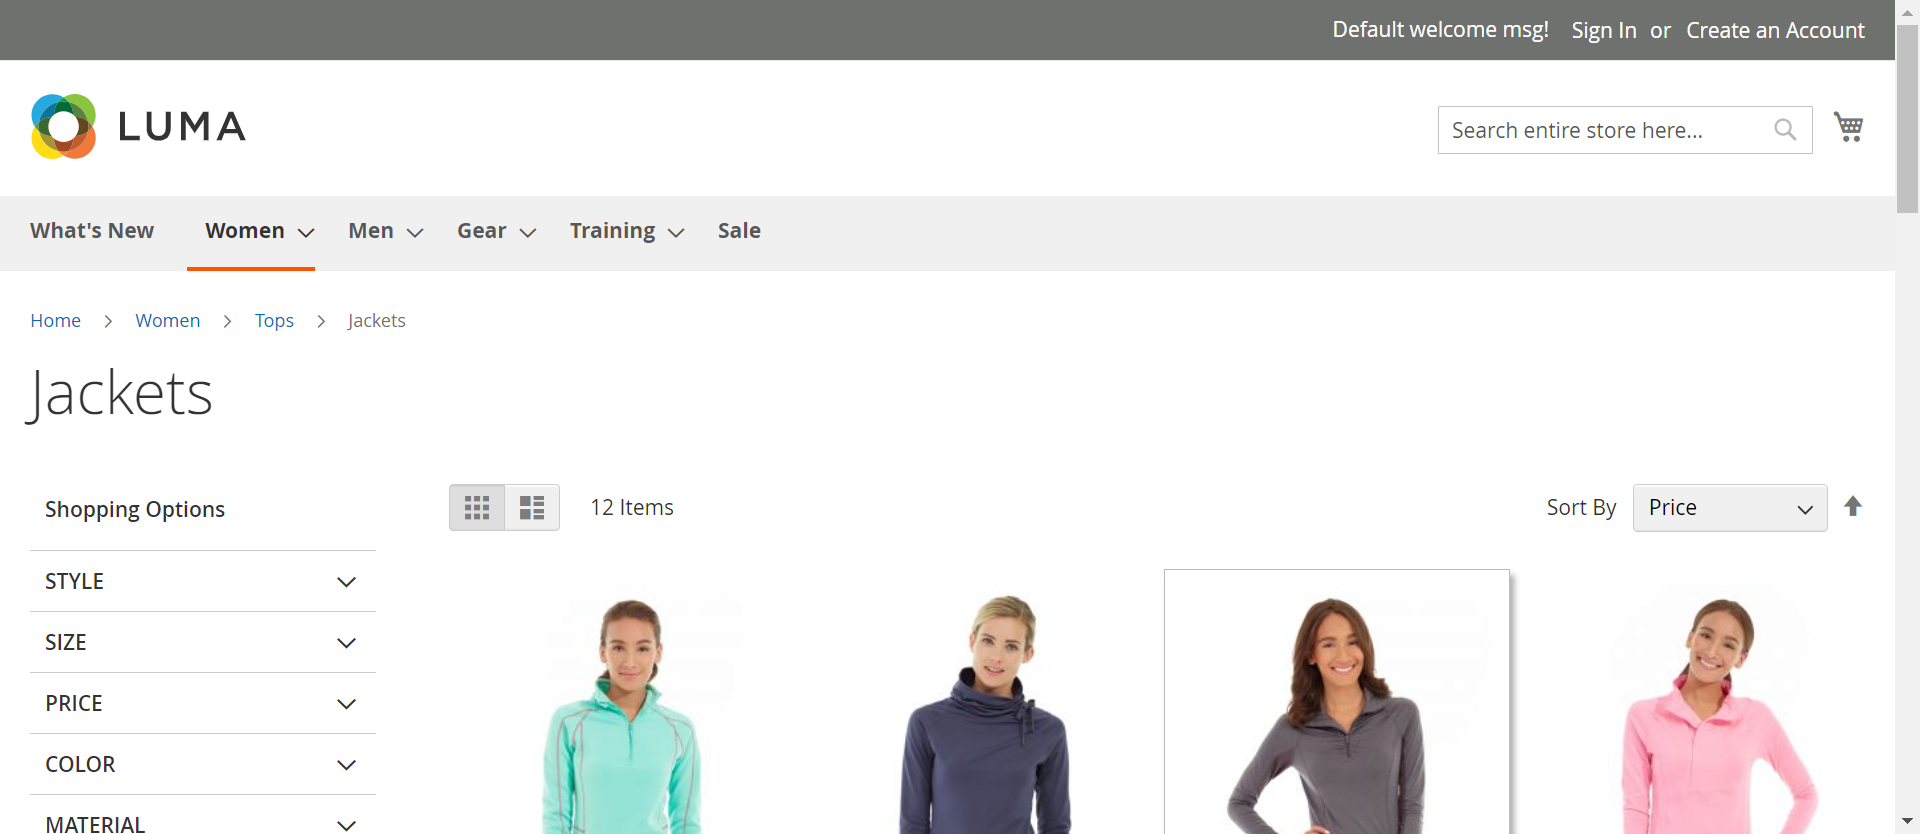 Default welcome msg! Sign In or Create an Account
LUMA
Search entire store here...
What's New Women Men Gear Training Sale
Home Women Tops Jackets
Jackets
Shopping Options
12 Items
Sort By Price
STYLE
SIZE
PRICE
COLOR
MATERIAL